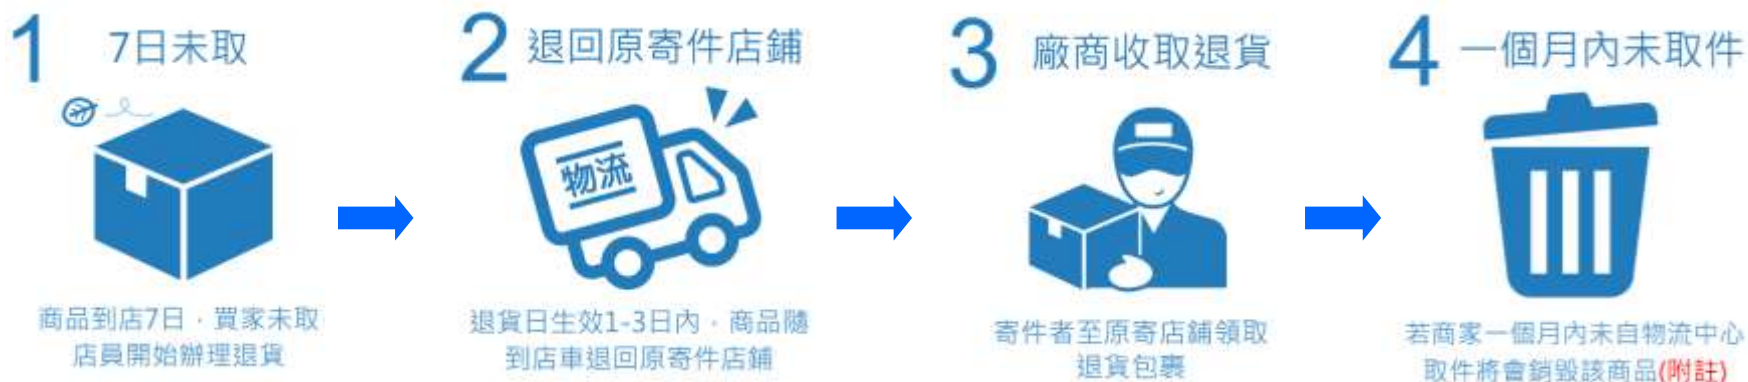 1 7日未取
商品到店7日，買家未取
店員開始辦理退貨
2 退回原寄件店鋪
物流
退貨日生效1-3日內，商品隨
到店車退回原寄件店鋪
3 廠商收取退貨
寄件者至原寄店鋪領取
退貨包裹
4 一個月內未取件
若商家一個月內未自物流中心
取件將會銷毀該商品(附註)